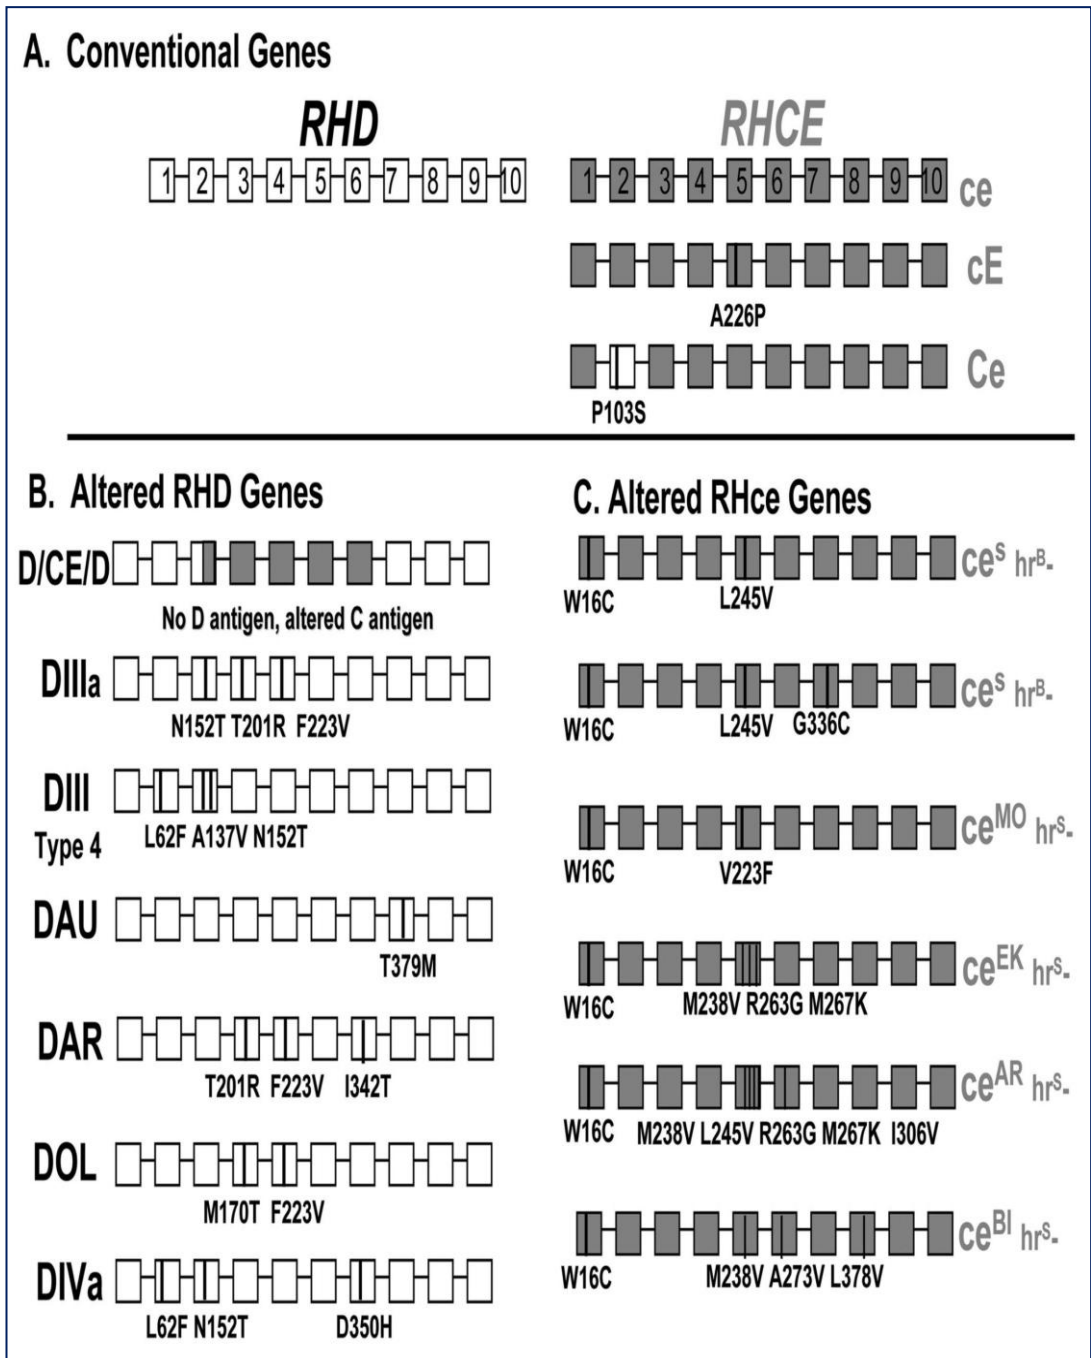 A. Conventional Genes
RHD RHCE
1 2 3 4 5 6 7 8 9 10 1 2 3 4 5 6 7 8 9 10 ce
cE
A226P
Ce
P103S
B. Altered RHD Genes
D/CE/D
No D antigen, altered C antigen
DIIIa
N152T T201R F223V
DIII
Type 4
L62F A137V N152T
DAU
T379M
DAR
T201R F223V I342T
DOL
M170T F223V
DIVa
L62F N152T D350H
C. Altered RHce Genes
ceS hrB-
W16C L245V
ceS hrB-
W16C L245V G336C
ceMO hrS-
W16C V223F
ceEK hrS-
W16C M238V R263G M267K
ceAR hrS-
W16C M238V L245V R263G M267K I306V
ceBI hrS-
W16C M238V A273V L378V